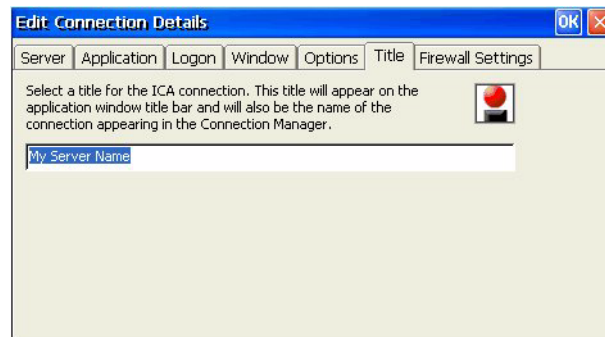 Edit Connection Details OK
Server Application Logon Window Options Title Firewall Settings
Select a title for the ICA connection. This title will appear on the
application window title bar and will also be the name of the
connection appearing in the Connection Manager.
My Server Name